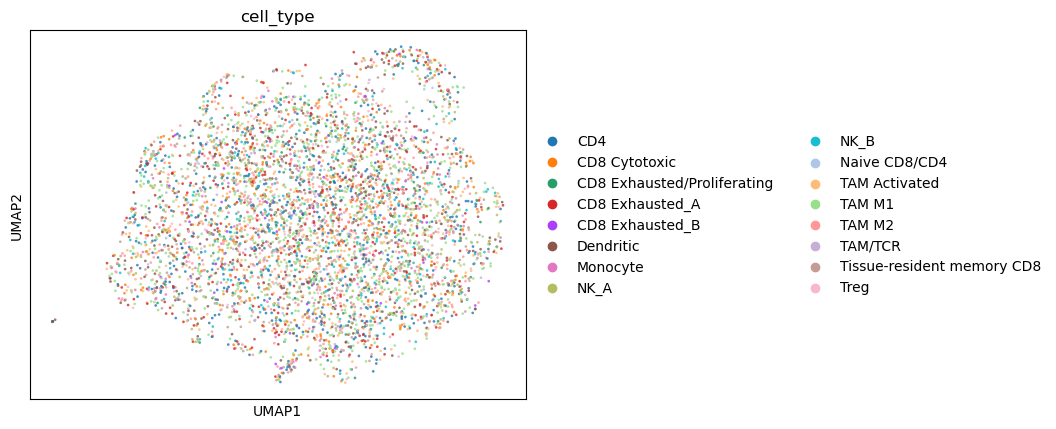 cell_type
UMAP2
UMAP1
CD4
CD8 Cytotoxic
CD8 Exhausted/Proliferating
CD8 Exhausted_A
CD8 Exhausted_B
Dendritic
Monocyte
NK_A
NK_B
Naive CD8/CD4
TAM Activated
TAM M1
TAM M2
TAM/TCR
Tissue-resident memory CD8
Treg